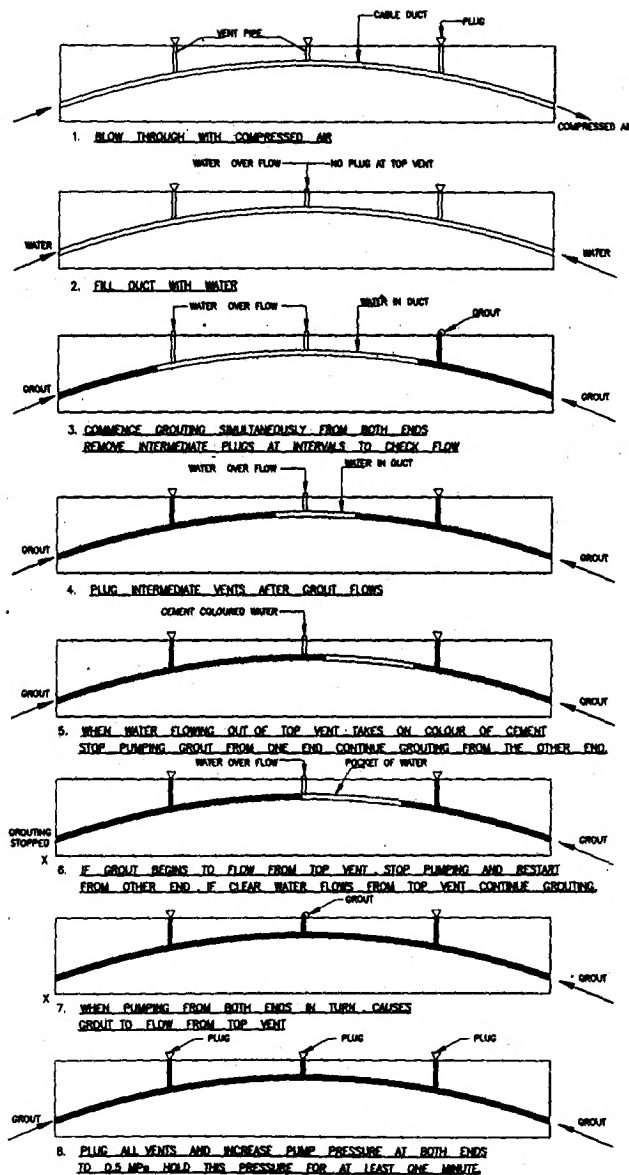 CABLE DUCT
VENT PIPE
PLUG
COMPRESSED AI
1. BLOW THROUGH WITH COMPRESSED AIR
WATER OVER FLOW NO PLUG AT TOP VENT
WATER
WATER
2. FILL DUCT WITH WATER
WATER OVER FLOW
WATER IN DUCT
GROUT
GROUT
GROUT
3. COMMENCE GROUTING SIMULTANEOUSLY FROM BOTH ENDS
REMOVE INTERMEDIATE PLUGS AT INTERVALS TO CHECK FLOW
WATER OVER FLOW
WATER IN DUCT
GROUT
GROUT
4. PLUG INTERMEDIATE VENTS AFTER GROUT FLOWS
CEMENT COLOURED WATER
GROUT
GROUT
5. WHEN WATER FLOWING OUT OF TOP VENT TAKES ON COLOUR OF CEMENT
STOP PUMPING GROUT FROM ONE END CONTINUE GROUTING FROM THE OTHER END.
WATER OVER FLOW
POCKET OF WATER
GROUTING
STOPPED
X
GROUT
6. IF GROUT BEGINS TO FLOW FROM TOP VENT. STOP PUMPING AND RESTART
FROM OTHER END. IF CLEAR WATER FLOWS FROM TOP VENT CONTINUE GROUTING.
GROUT
X
GROUT
7. WHEN PUMPING FROM BOTH ENDS IN TURN CAUSES
GROUT TO FLOW FROM TOP VENT
PLUG
PLUG
PLUG
GROUT
GROUT
8. PLUG ALL VENTS AND INCREASE PUMP PRESSURE AT BOTH ENDS
TO 0.5 MPa HOLD THIS PRESSURE FOR AT LEAST ONE MINUTE.